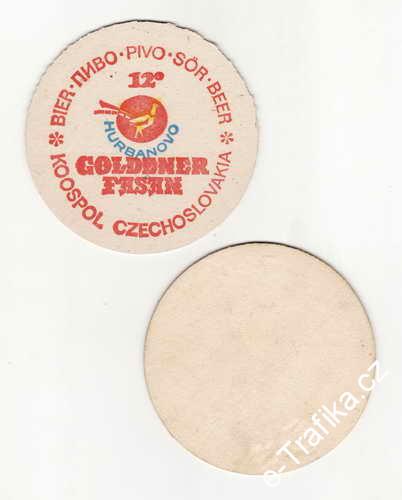 * BIER · ПИВО · PIVO · SÖR · BEER *
12°
HURBANOVO
GOLDENER
FASAN
KOOSPOL CZECHOSLOVAKIA
e-Trafika.cz